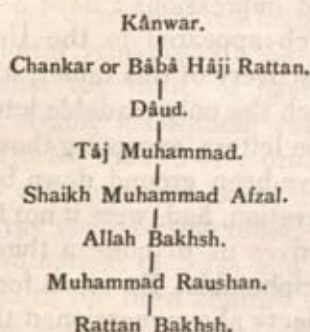 Kânwar.
Chankar or Bâbâ Hâji Rattan.
Dâud.
Tâj Muhammad.
Shaikh Muhammad Afzal.
Allah Bakhsh.
Muhammad Raushan.
Rattan Bakhsh.